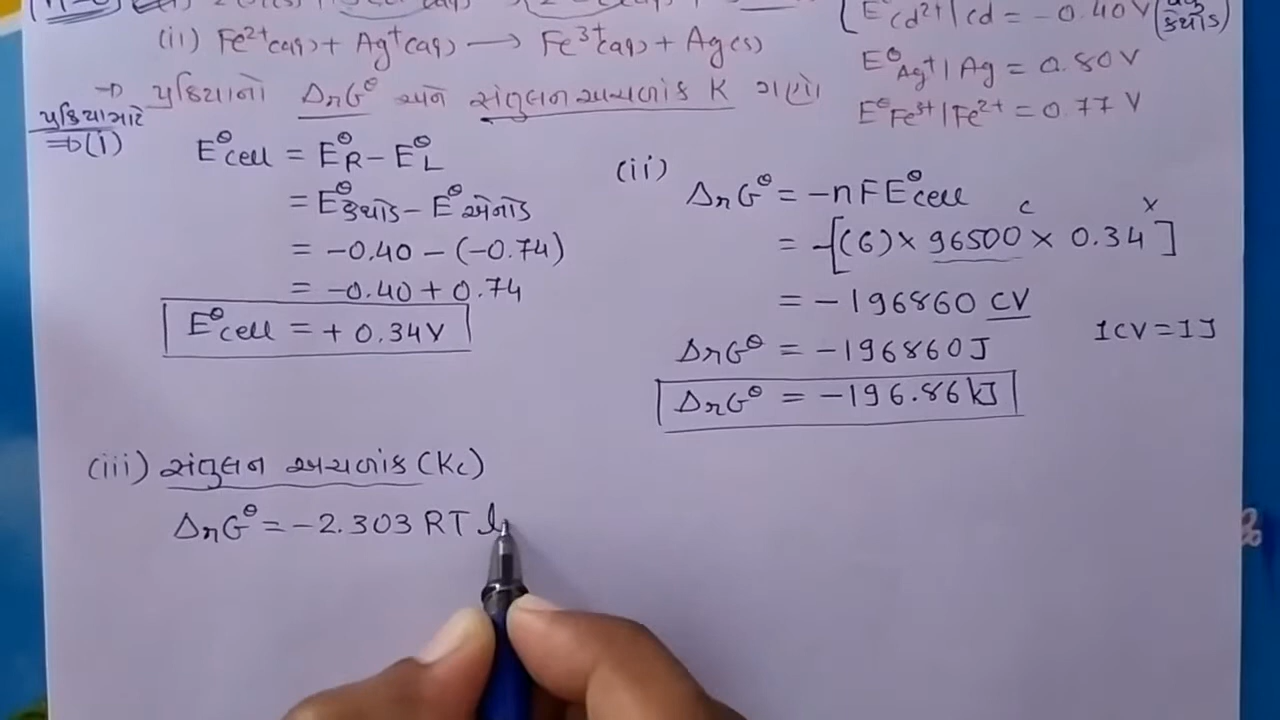 E⊖ Cd²⁺|Cd = -0.40 V (કેથોડ)
(ii) Fe²⁺(aq) + Ag⁺(aq) ⟶ Fe³⁺(aq) + Ag(s)
E⊖ Ag⁺|Ag = 0.80 V
→ પ્રક્રિયાનો ΔrG⊖ અને સંતુલન અચળાંક K ગણો
E⊖ Fe³⁺|Fe²⁺ = 0.77 V
પ્રક્રિયા માટે
⇒(i)
E⊖cell = E⊖R - E⊖L
= E⊖કેથોડ - E⊖એનોડ
= -0.40 - (-0.74)
= -0.40 + 0.74
E⊖cell = + 0.34 V
(ii)
ΔrG⊖ = -nFE⊖cell
= -[(6) × 96500 C × 0.34 V]
= -196860 CV
1CV = 1J
ΔrG⊖ = -196860 J
ΔrG⊖ = -196.86 kJ
(iii) સંતુલન અચળાંક (Kc)
ΔrG⊖ = -2.303 RT l